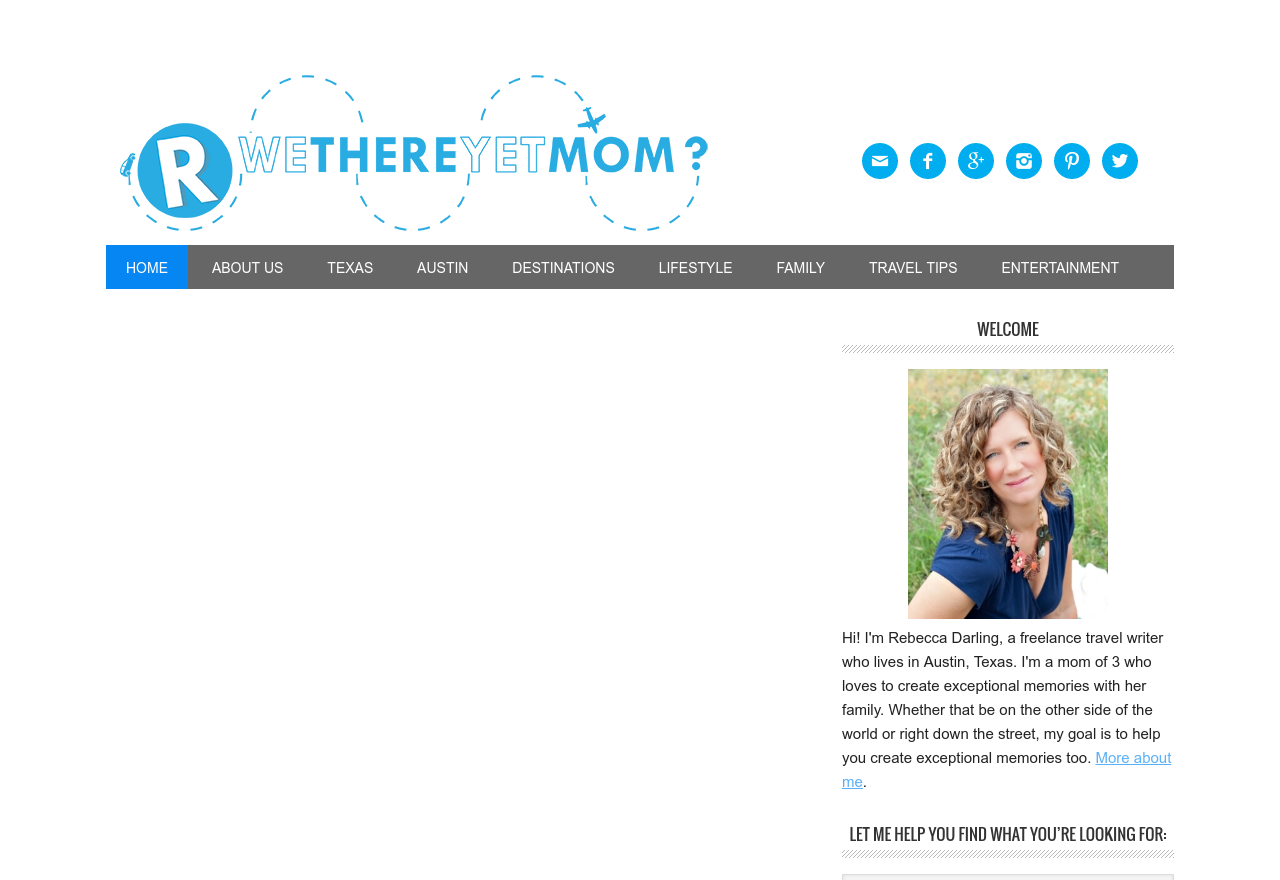 R WETHEREYETMOM?
HOME ABOUT US TEXAS AUSTIN DESTINATIONS LIFESTYLE FAMILY TRAVEL TIPS ENTERTAINMENT
WELCOME
Hi! I'm Rebecca Darling, a freelance travel writer
who lives in Austin, Texas. I'm a mom of 3 who
loves to create exceptional memories with her
family. Whether that be on the other side of the
world or right down the street, my goal is to help
you create exceptional memories too. More about
me.
LET ME HELP YOU FIND WHAT YOU’RE LOOKING FOR: